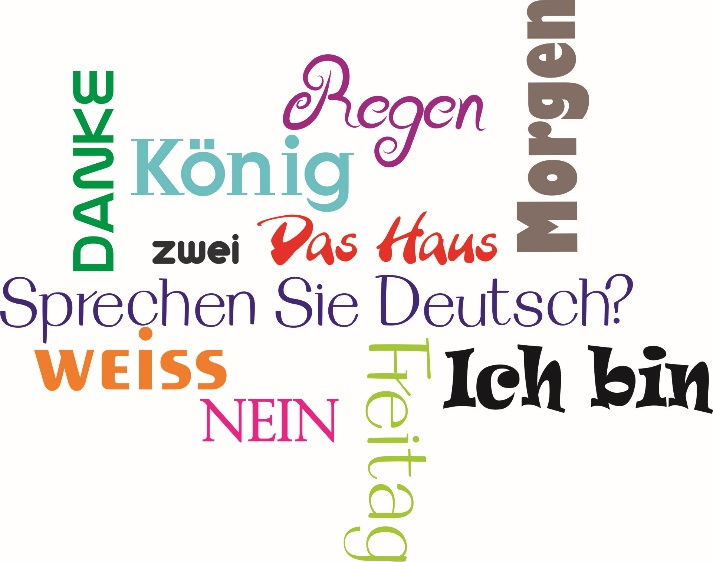 Regen
Morgen
DANKE
König
zwei
Das Haus
Sprechen Sie Deutsch?
WEiSS
Ich bin
NEIN
Freitag